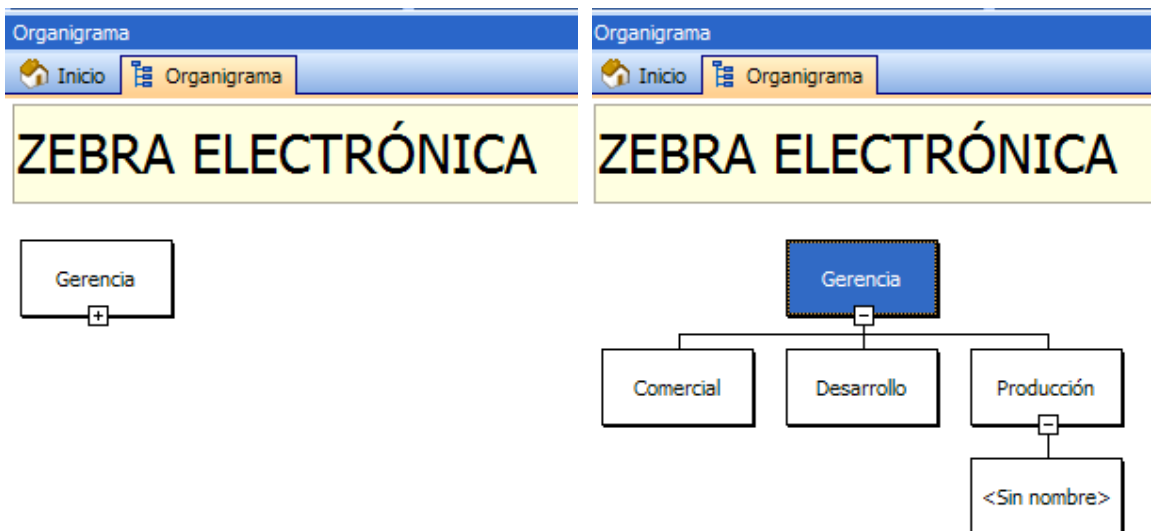 Organigrama
Inicio Organigrama
ZEBRA ELECTRÓNICA
Gerencia
Organigrama
Inicio Organigrama
ZEBRA ELECTRÓNICA
Gerencia
Comercial Desarrollo Producción
<Sin nombre>